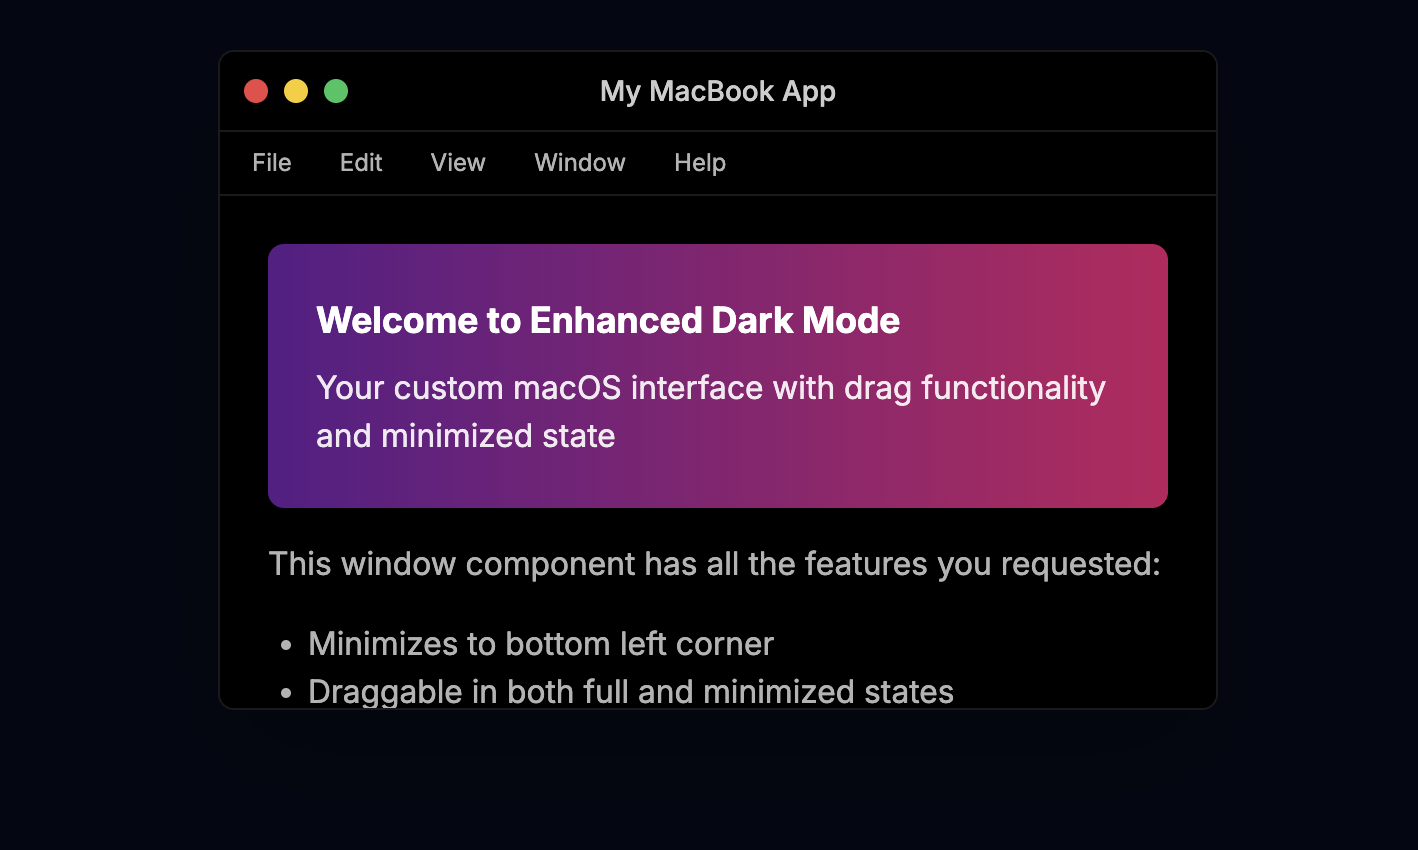 My MacBook App
File Edit View Window Help
Welcome to Enhanced Dark Mode
Your custom macOS interface with drag functionality
and minimized state
This window component has all the features you requested:
• Minimizes to bottom left corner
• Draggable in both full and minimized states